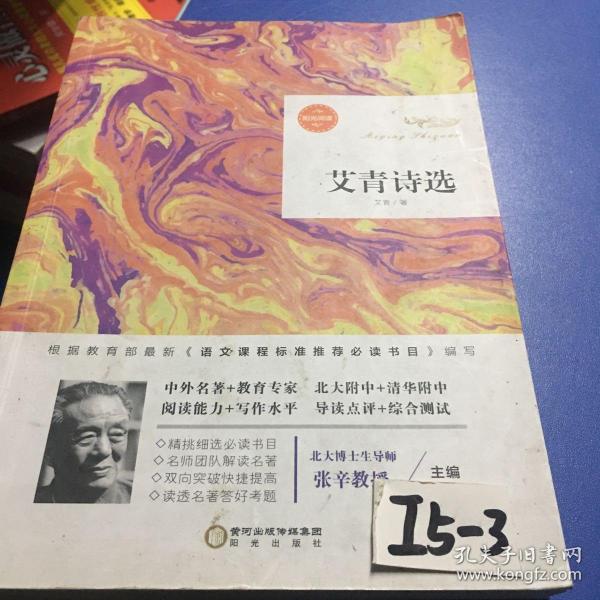 阳光阅读
Aiqing Shixuan
艾青诗选
艾青/著
根据教育部最新《语文课程标准推荐必读书目》编写
中外名著+教育专家 北大附中+清华附中
阅读能力+写作水平 导读点评+综合测试
◇精挑细选必读书目
◇名师团队解读名著
◇双向突破快捷提高
◇读透名著答好考题
北大博士生导师
张辛教授 主编
黄河出版传媒集团
阳光出版社
I5-3
孔夫子旧书网
www.kongfz.com